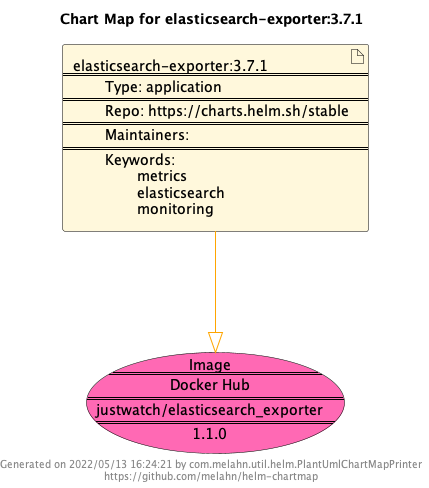 Chart Map for elasticsearch-exporter:3.7.1
elasticsearch-exporter:3.7.1
Type: application
Repo: https://charts.helm.sh/stable
Maintainers:
Keywords:
metrics
elasticsearch
monitoring
Image
Docker Hub
justwatch/elasticsearch_exporter
1.1.0
Generated on 2022/05/13 16:24:21 by com.melahn.util.helm.PlantUmlChartMapPrinter
https://github.com/melahn/helm-chartmap